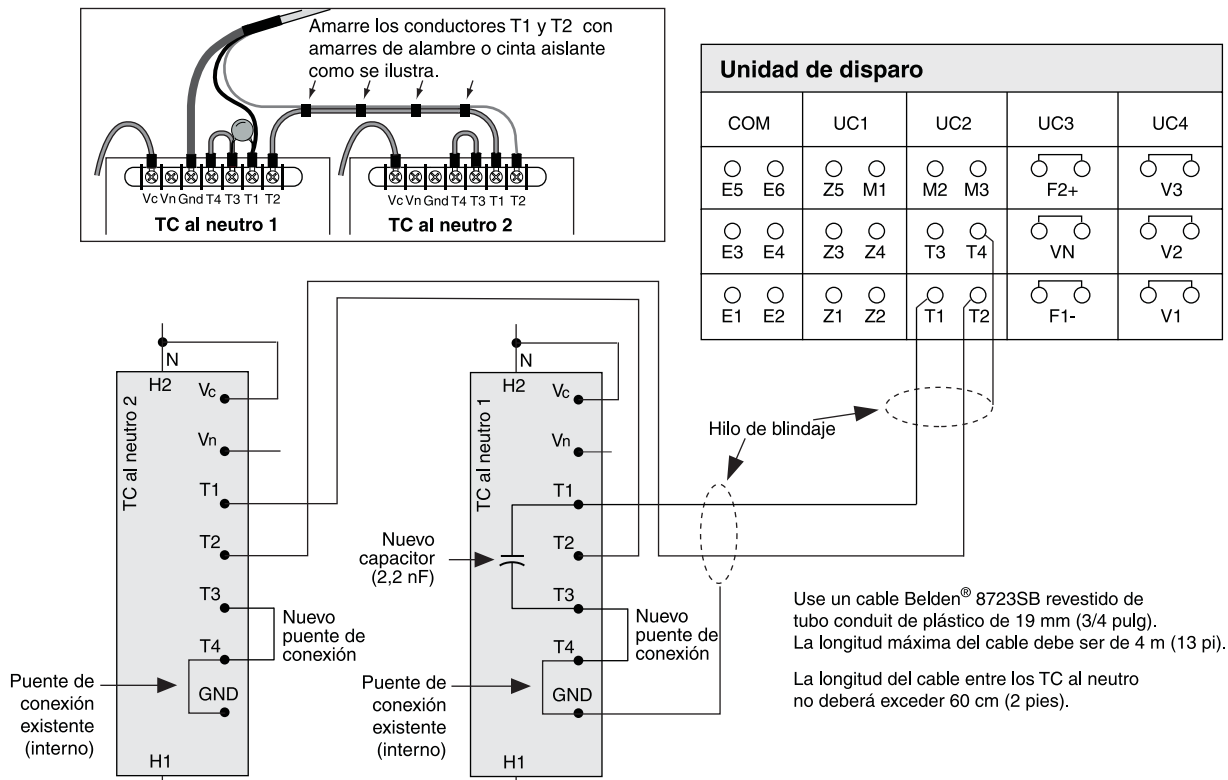 Amarre los conductores T1 y T2 con
amarres de alambre o cinta aislante
como se ilustra.
Vc Vn Gnd T4 T3 T1 T2
TC al neutro 1
Vc Vn Gnd T4 T3 T1 T2
TC al neutro 2
Unidad de disparo
COM UC1 UC2 UC3 UC4
E5 E6 Z5 M1 M2 M3 F2+ V3
E3 E4 Z3 Z4 T3 T4 VN V2
E1 E2 Z1 Z2 T1 T2 F1- V1
N
H2
TC al neutro 2
Vc
Vn
T1
T2
T3
T4
GND
H1
Nuevo
puente de
conexión
Puente de
conexión
existente
(interno)
N
H2
TC al neutro 1
Vc
Vn
T1
T2
T3
T4
GND
H1
Nuevo
capacitor
(2,2 nF)
Nuevo
puente de
conexión
Puente de
conexión
existente
(interno)
Hilo de blindaje
Use un cable Belden® 8723SB revestido de
tubo conduit de plástico de 19 mm (3/4 pulg).
La longitud máxima del cable debe ser de 4 m (13 pi).
La longitud del cable entre los TC al neutro
no deberá exceder 60 cm (2 pies).